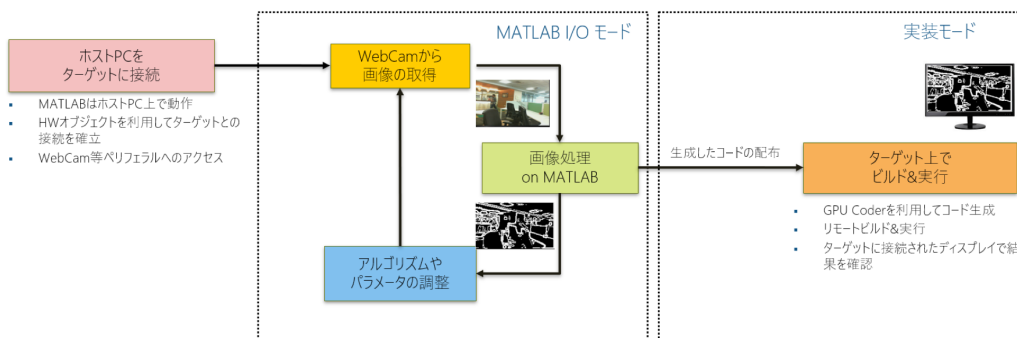 MATLAB I/O モード
実装モード
ホストPCを
ターゲットに接続
WebCamから
画像の取得
▪ MATLABはホストPC上で動作
▪ HWオブジェクトを利用してターゲットとの
接続を確立
▪ WebCam等ペリフェラルへのアクセス
画像処理
on MATLAB
生成したコードの配布
ターゲット上で
ビルド&実行
▪ GPU Coderを利用してコード生成
▪ リモートビルド&実行
▪ ターゲットに接続されたディスプレイで結
果を確認
アルゴリズムや
パラメータの調整